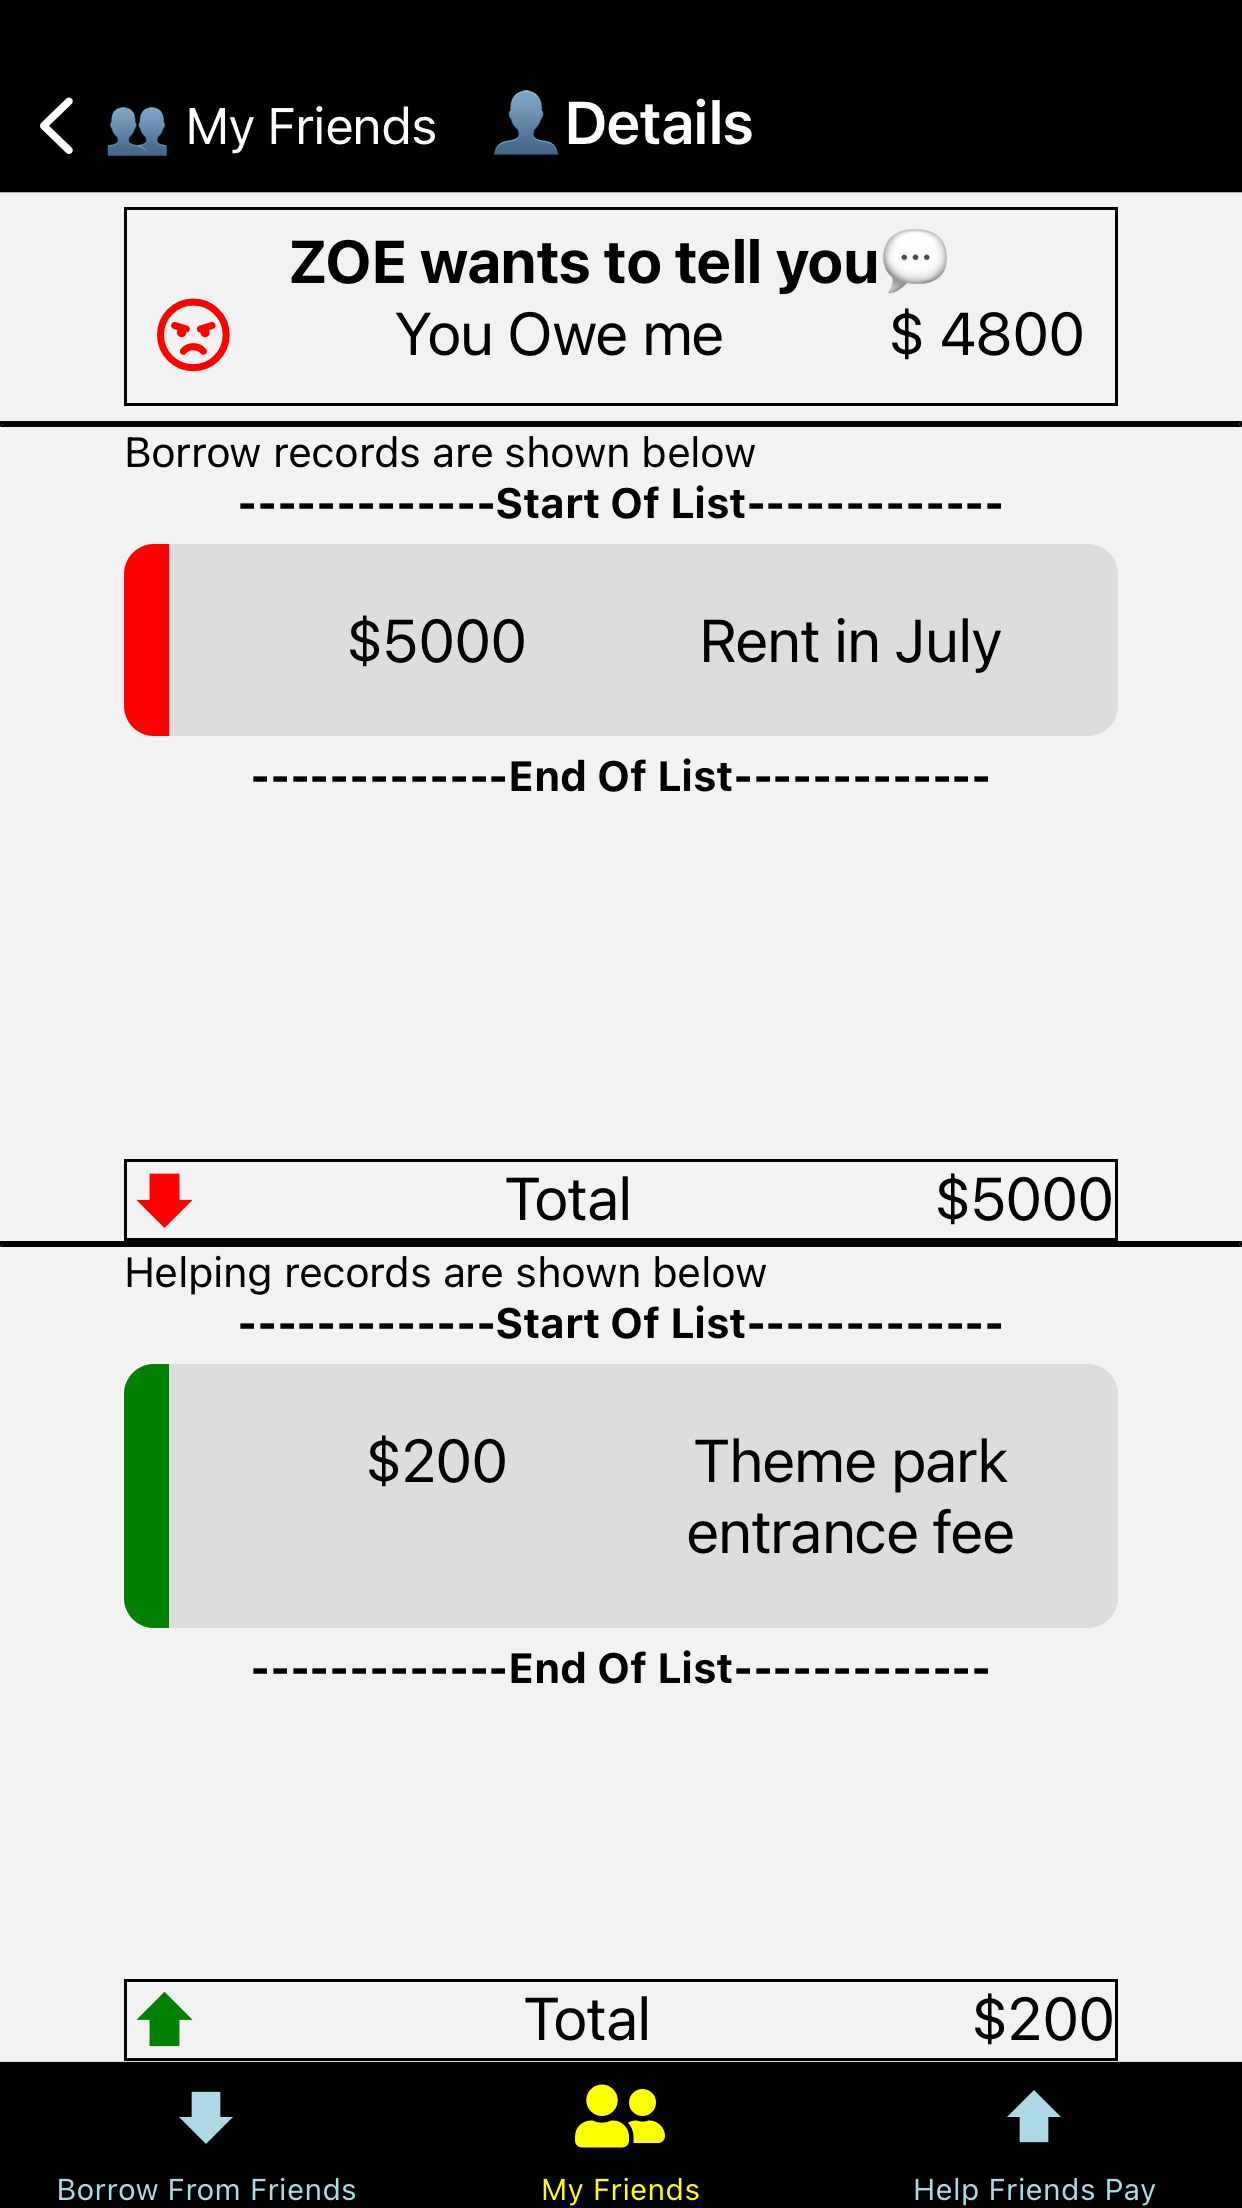 My Friends Details
ZOE wants to tell you
You Owe me $ 4800
Borrow records are shown below
-------------Start Of List-------------
$5000 Rent in July
-------------End Of List-------------
Total $5000
Helping records are shown below
-------------Start Of List-------------
$200 Theme park
entrance fee
-------------End Of List-------------
Total $200
Borrow From Friends My Friends Help Friends Pay